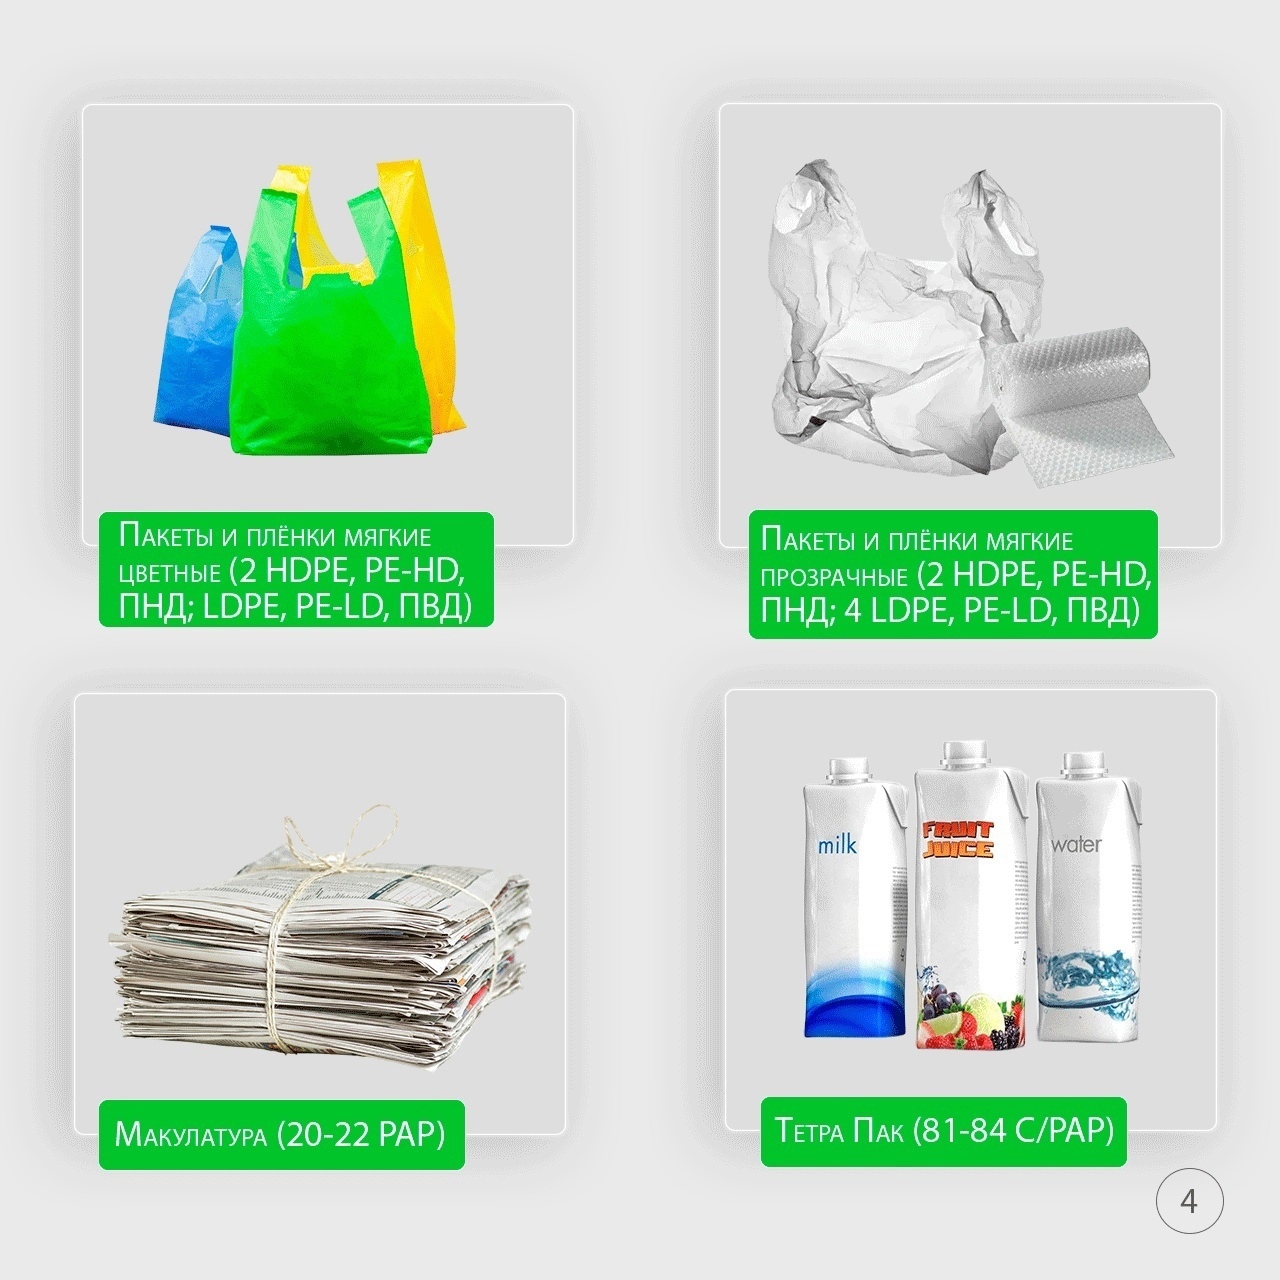 Пакеты и плёнки мягкие
цветные (2 HDPE, PE-HD,
ПНД; LDPE, PE-LD, ПВД)
Пакеты и плёнки мягкие
прозрачные (2 HDPE, PE-HD,
ПНД; 4 LDPE, PE-LD, ПВД)
milk
FRUIT
JUICE
water
Макулатура (20-22 PAP)
Тетра Пак (81-84 C/PAP)
4